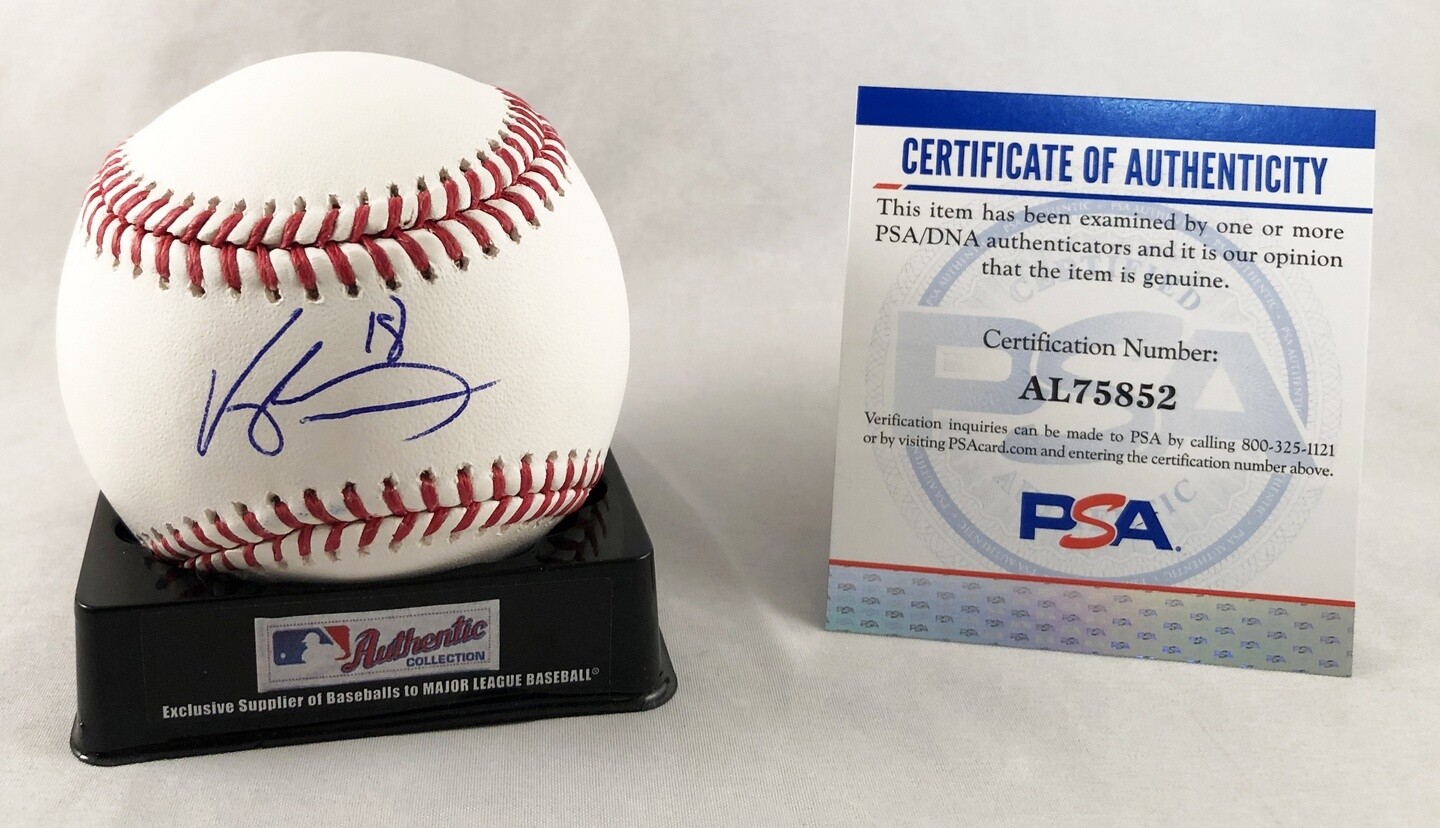 18
Authentic
COLLECTION
Exclusive Supplier of Baseballs to MAJOR LEAGUE BASEBALL®
CERTIFICATE OF AUTHENTICITY
This item has been examined by one or more
PSA/DNA authenticators and it is our opinion
that the item is genuine.
Certification Number:
AL75852
Verification inquiries can be made to PSA by calling 800-325-1121
or by visiting PSAcard.com and entering the certification number above.
PSA